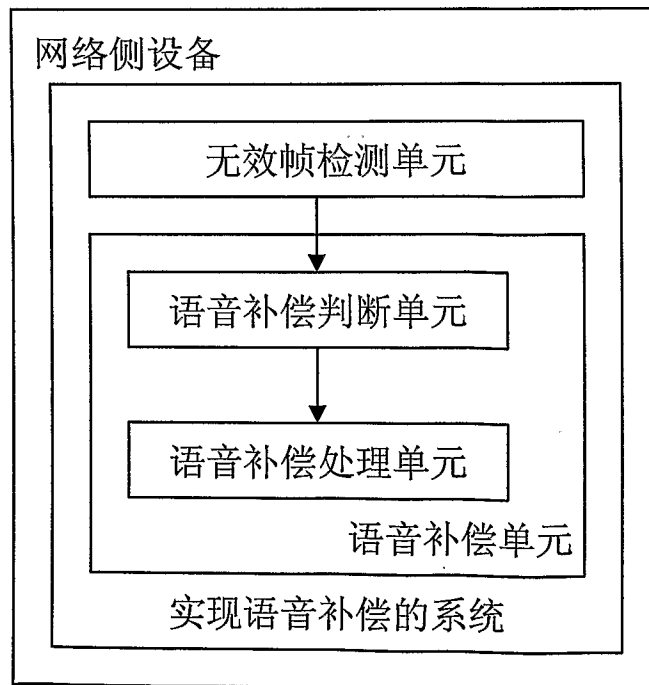 网络侧设备
无效帧检测单元
语音补偿判断单元
语音补偿处理单元
语音补偿单元
实现语音补偿的系统